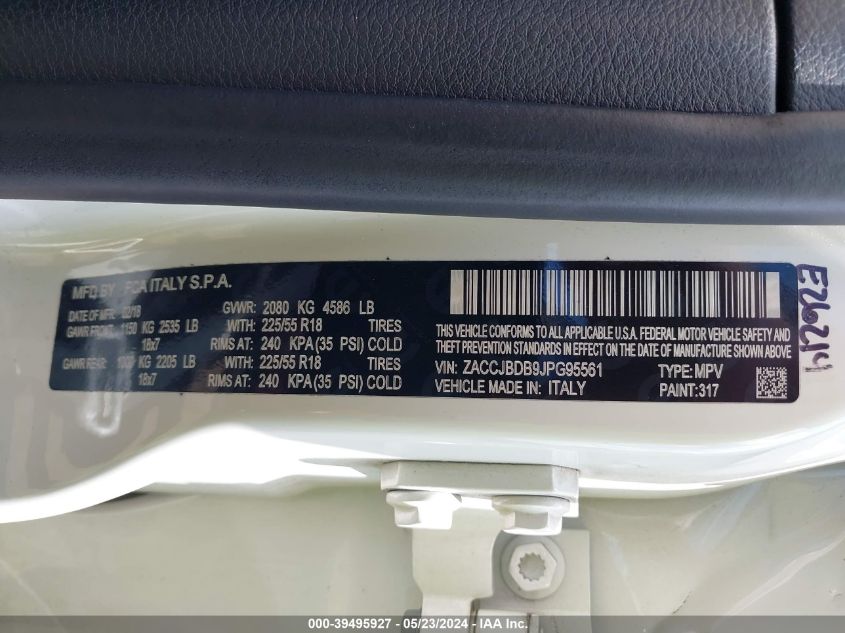 MFD BY FCA ITALY S.P.A.
DATE OF MFR: 02/18 GVWR: 2080 KG 4586 LB
GAWR FRONT: 1150 KG 2535 LB WITH: 225/55 R18 TIRES
18x7 RIMS AT: 240 KPA (35 PSI) COLD
GAWR REAR: 1000 KG 2205 LB WITH: 225/55 R18 TIRES
18x7 RIMS AT: 240 KPA (35 PSI) COLD
THIS VEHICLE CONFORMS TO ALL APPLICABLE U.S.A. FEDERAL MOTOR VEHICLE SAFETY AND
THEFT PREVENTION STANDARDS IN EFFECT ON THE DATE OF MANUFACTURE SHOWN ABOVE.
VIN: ZACCJBDB9JPG95561 TYPE: MPV
VEHICLE MADE IN: ITALY PAINT: 317
E26214
000-39495927 - 05/23/2024 - IAA Inc.